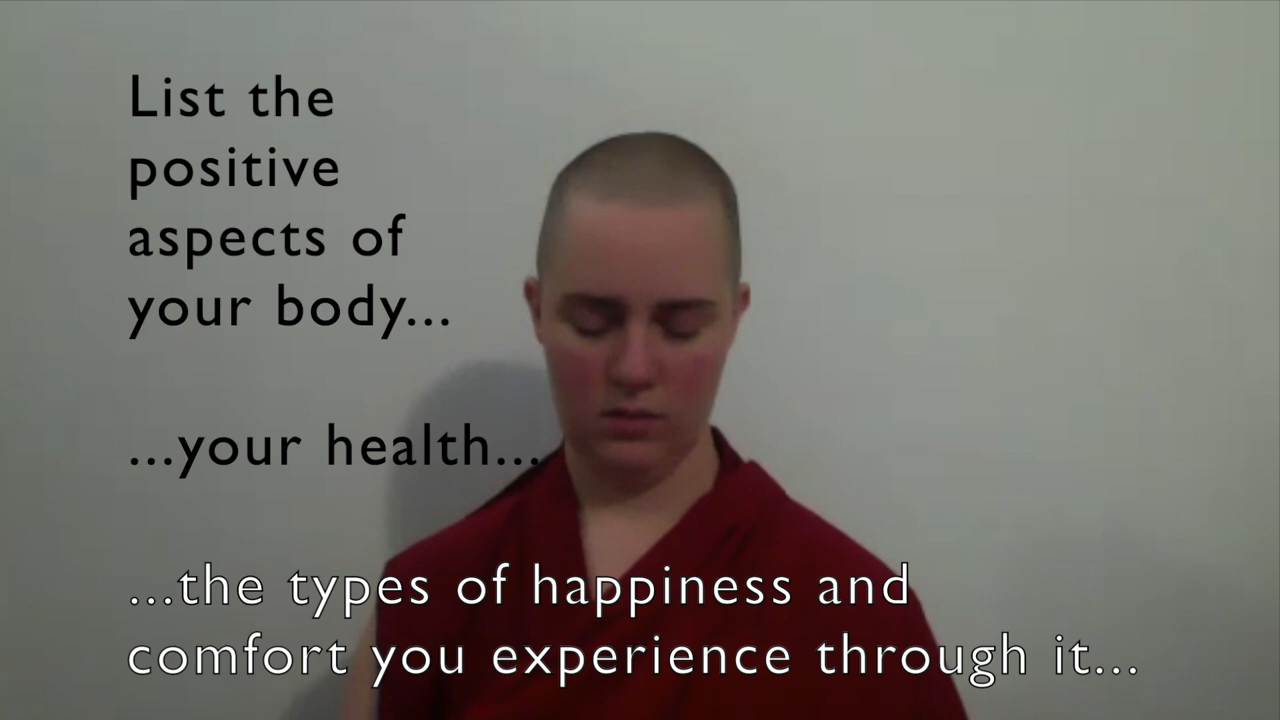 List the
positive
aspects of
your body...
...your health...
...the types of happiness and
comfort you experience through it...